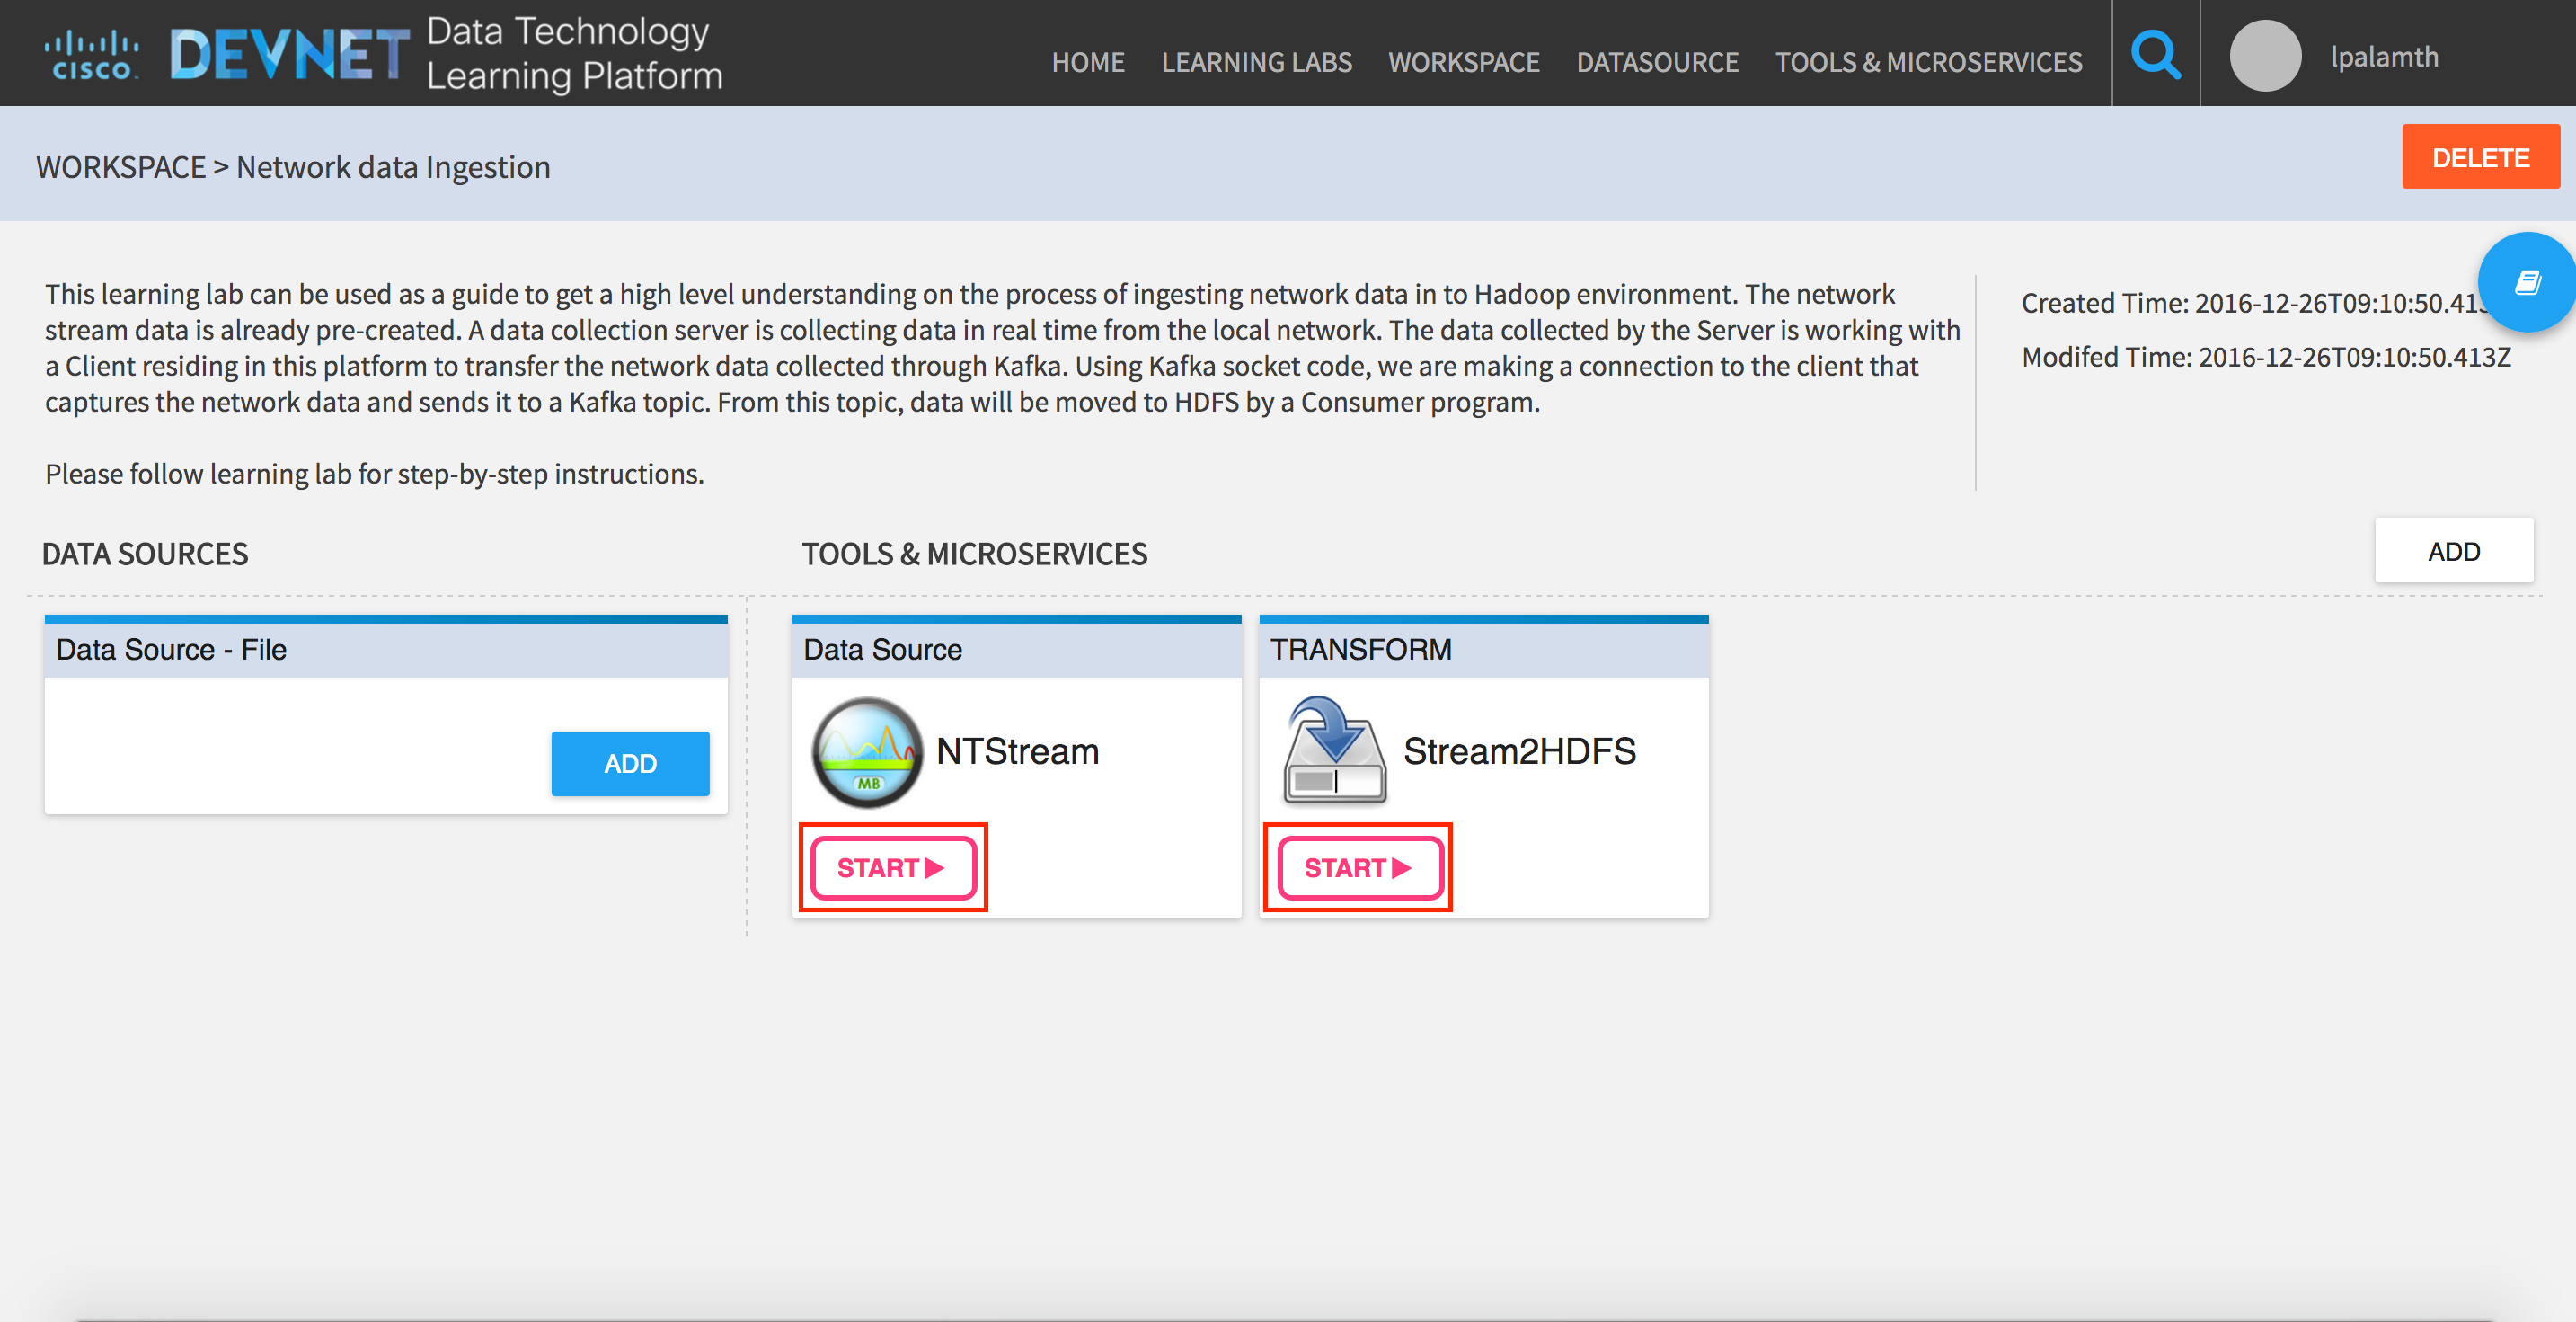 CISCO.
DEVNET
Data Technology
Learning Platform
HOME LEARNING LABS WORKSPACE DATASOURCE TOOLS & MICROSERVICES
lpalamth
WORKSPACE > Network data Ingestion
DELETE
This learning lab can be used as a guide to get a high level understanding on the process of ingesting network data in to Hadoop environment. The network
stream data is already pre-created. A data collection server is collecting data in real time from the local network. The data collected by the Server is working with
a Client residing in this platform to transfer the network data collected through Kafka. Using Kafka socket code, we are making a connection to the client that
captures the network data and sends it to a Kafka topic. From this topic, data will be moved to HDFS by a Consumer program.
Please follow learning lab for step-by-step instructions.
Created Time: 2016-12-26T09:10:50.41
Modifed Time: 2016-12-26T09:10:50.413Z
DATA SOURCES
TOOLS & MICROSERVICES
ADD
Data Source - File
ADD
Data Source
MB
NTStream
START
TRANSFORM
Stream2HDFS
START